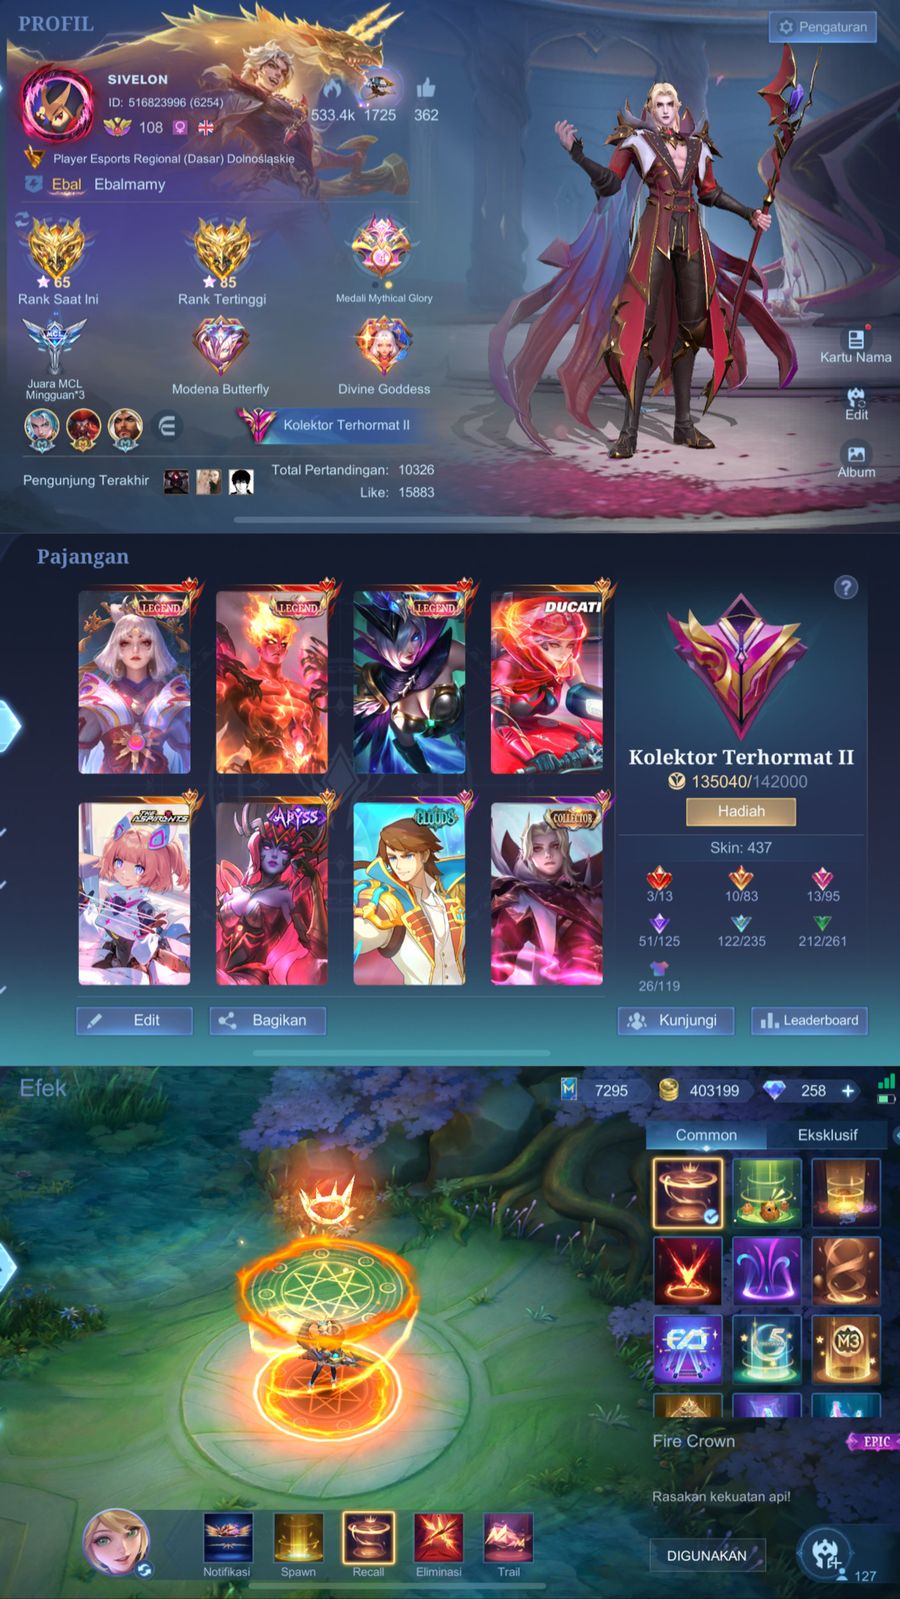 PROFIL
Pengaturan
SIVELON
ID: 516823996 (6254)
108
533.4k 1725 362
Player Esports Regional (Dasar) Dolnośląskie
Ebal Ebalmamy
65 85
Rank Saat Ini Rank Tertinggi Medali Mythical Glory
MCL
Juara MCL
Mingguan*3
Modena Butterfly
Divine Goddess
Kolektor Terhormat II
Pengunjung Terakhir
Total Pertandingan: 10326
Like: 15883
Kartu Nama
Edit
Album
Pajangan
?
LEGEND LEGEND LEGEND DUCATI
THE ASPIRANTS ABYSS CLOUDS COLLECTOR
Kolektor Terhormat II
135040/142000
Hadiah
Skin: 437
3/13 10/83 13/95
51/125 122/235 212/261
26/119
Edit Bagikan Kunjungi Leaderboard
Efek
7295 403199 258 +
Common Eksklusif
M3
Fire Crown
EPIC
Rasakan kekuatan api!
DIGUNAKAN
127
Notifikasi Spawn Recall Eliminasi Trail